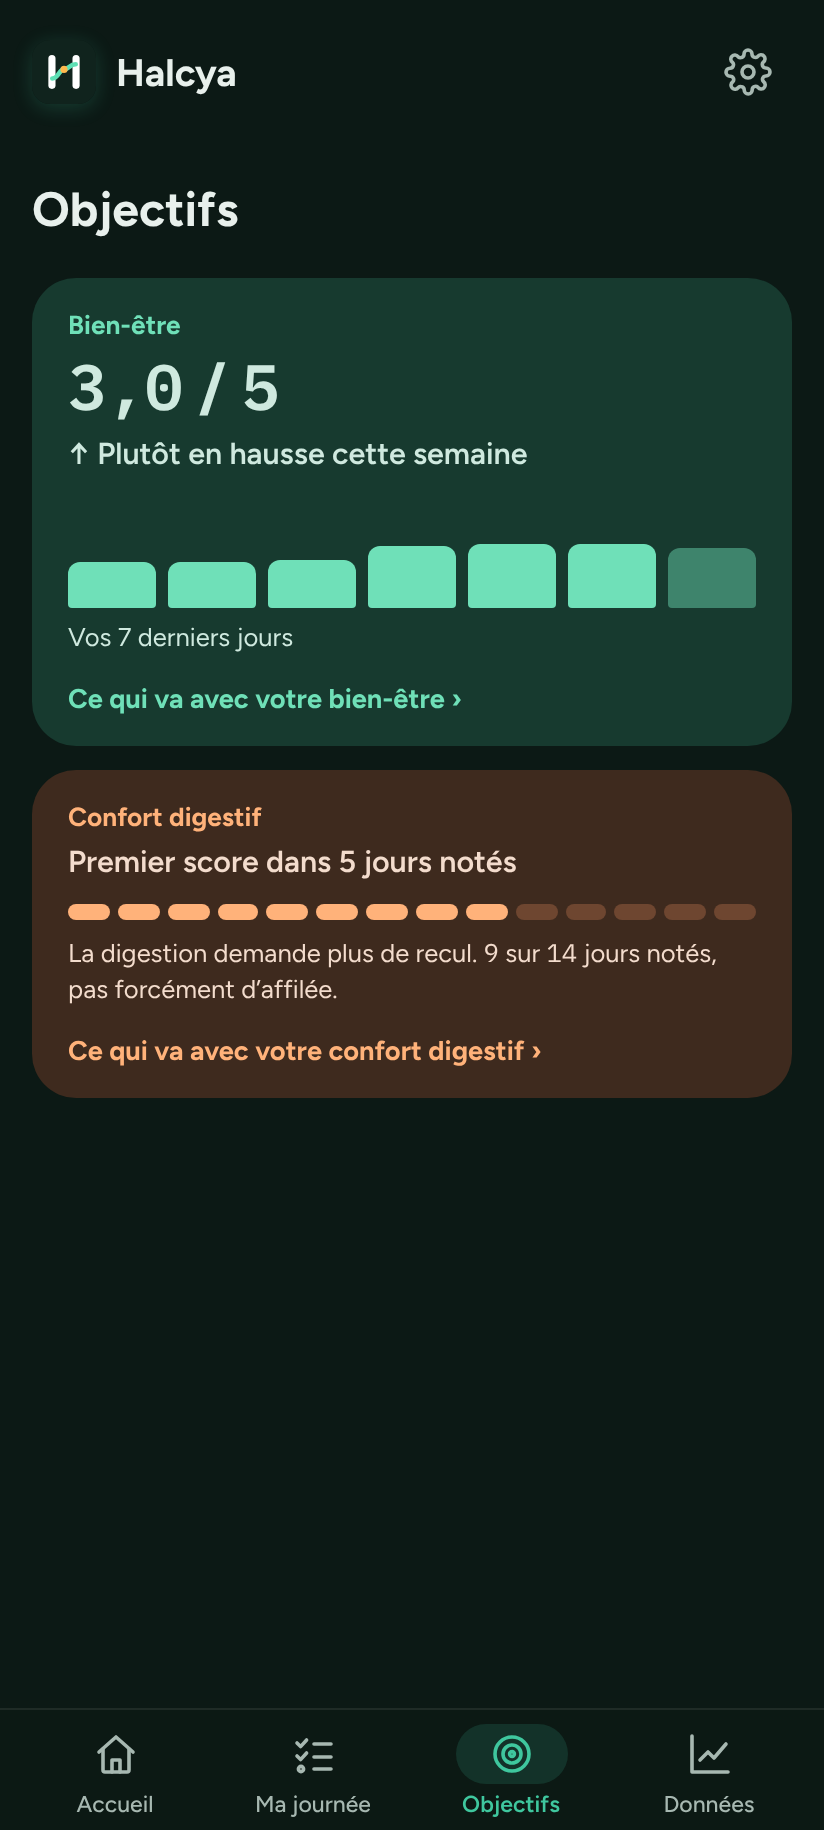 Halcya
Objectifs
Bien-être
3,0/5
↑ Plutôt en hausse cette semaine
Vos 7 derniers jours
Ce qui va avec votre bien-être ›
Confort digestif
Premier score dans 5 jours notés
La digestion demande plus de recul. 9 sur 14 jours notés,
pas forcément d’affilée.
Ce qui va avec votre confort digestif ›
Accueil
Ma journée
Objectifs
Données